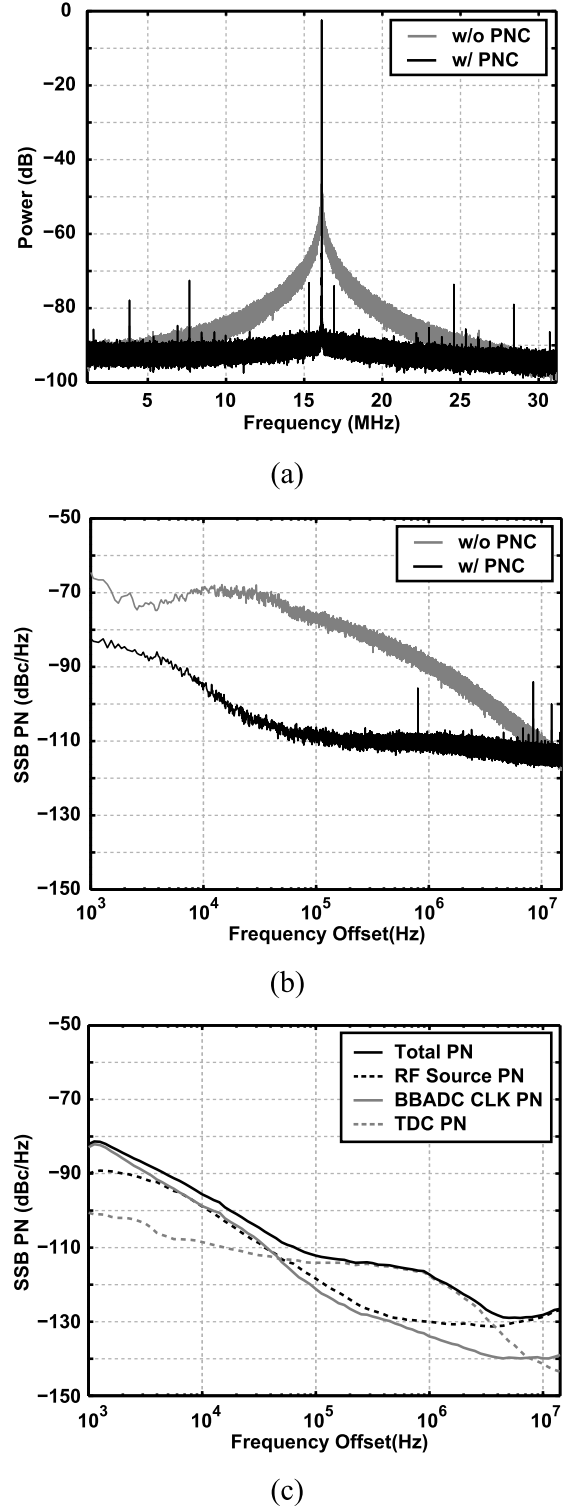 0
−20
−40
−60
−80
−100
Power (dB)
w/o PNC
w/ PNC
5 10 15 20 25 30
Frequency (MHz)
(a)
−50
−70
−90
−110
−130
−150
SSB PN (dBc/Hz)
w/o PNC
w/ PNC
10^3 10^4 10^5 10^6 10^7
Frequency Offset(Hz)
(b)
−50
−70
−90
−110
−130
−150
SSB PN (dBc/Hz)
Total PN
RF Source PN
BBADC CLK PN
TDC PN
10^3 10^4 10^5 10^6 10^7
Frequency Offset(Hz)
(c)